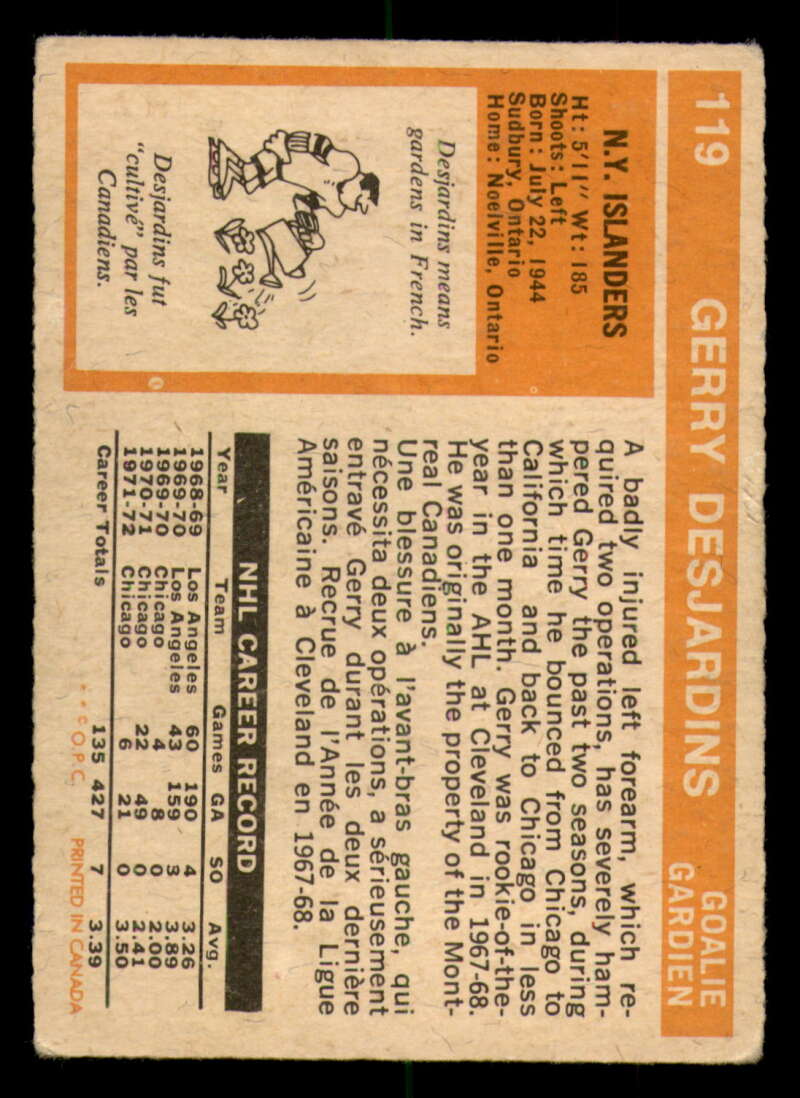 119 GERRY DESJARDINS GOALIE
GARDIEN
N.Y. ISLANDERS
Ht: 5'11" Wt: 185
Shoots: Left
Born: July 22, 1944
Sudbury, Ontario
Home: Noelville, Ontario
Desjardins means
gardens in French.
Desjardins fut
"cultivé" par les
Canadiens.
A badly injured left forearm, which re-
quired two operations, has severely ham-
pered Gerry the past two seasons, during
which time he bounced from Chicago to
California and back to Chicago in less
than one month. Gerry was rookie-of-the-
year in the AHL at Cleveland in 1967-68.
He was originally the property of the Mont-
real Canadiens.
Une blessure à l'avant-bras gauche, qui
nécessita deux opérations, a sérieusement
entravé Gerry durant les deux dernière
saisons. Recrue de l'Année de la Ligue
Américaine à Cleveland en 1967-68.
NHL CAREER RECORD
Year Team Games GA SO Avg.
1968-69 Los Angeles 60 190 4 3.26
1969-70 Los Angeles 43 159 3 3.89
1969-70 Chicago 4 8 0 2.00
1970-71 Chicago 22 49 0 2.41
1971-72 Chicago 6 21 0 3.50
Career Totals 135 427 7 3.39
* * © O.P.C. PRINTED IN CANADA